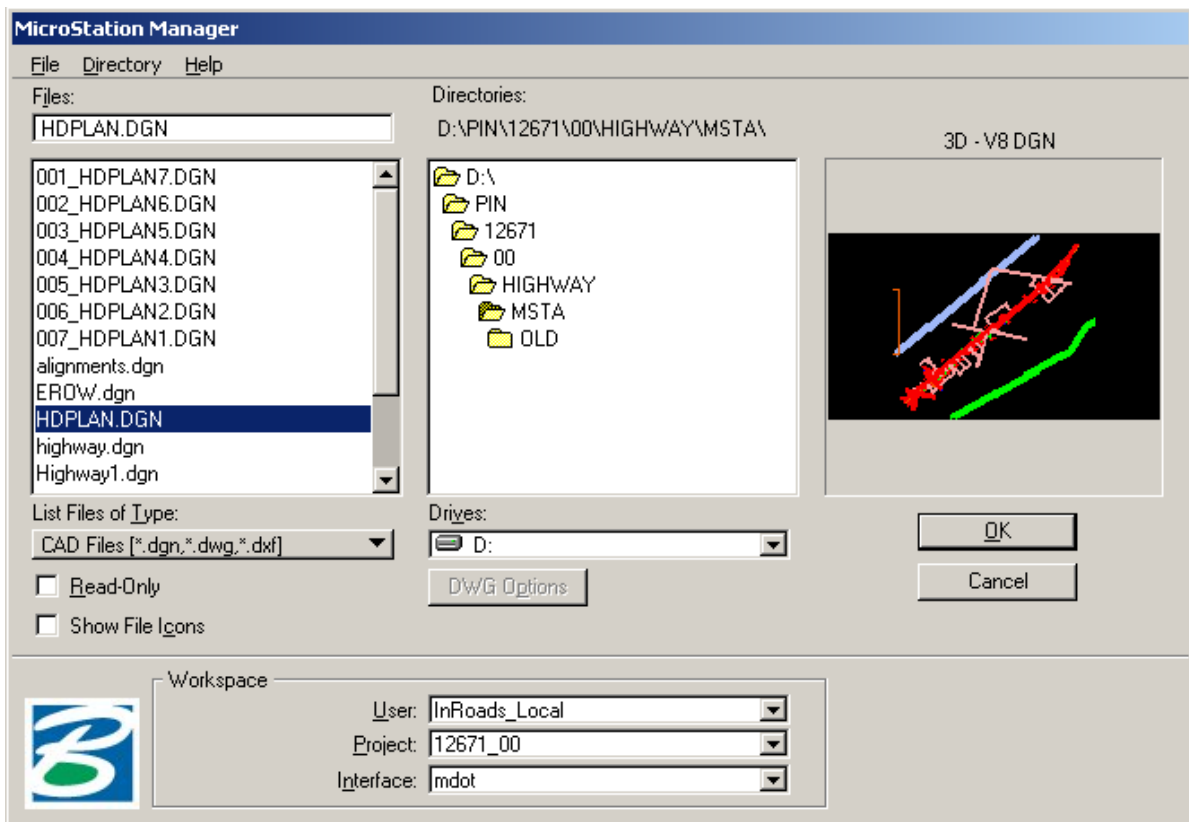 MicroStation Manager
File Directory Help
Files:
HDPLAN.DGN
001_HDPLAN7.DGN
002_HDPLAN6.DGN
003_HDPLAN5.DGN
004_HDPLAN4.DGN
005_HDPLAN3.DGN
006_HDPLAN2.DGN
007_HDPLAN1.DGN
alignments.dgn
EROW.dgn
HDPLAN.DGN
highway.dgn
Highway1.dgn
List Files of Type:
CAD Files [*.dgn,*.dwg,*.dxf]
Read-Only
Show File Icons
Directories:
D:\PIN\12671\00\HIGHWAY\MSTA\
D:\
PIN
12671
00
HIGHWAY
MSTA
OLD
Drives:
D:
DWG Options
3D - V8 DGN
OK
Cancel
Workspace
User: InRoads_Local
Project: 12671_00
Interface: mdot
B